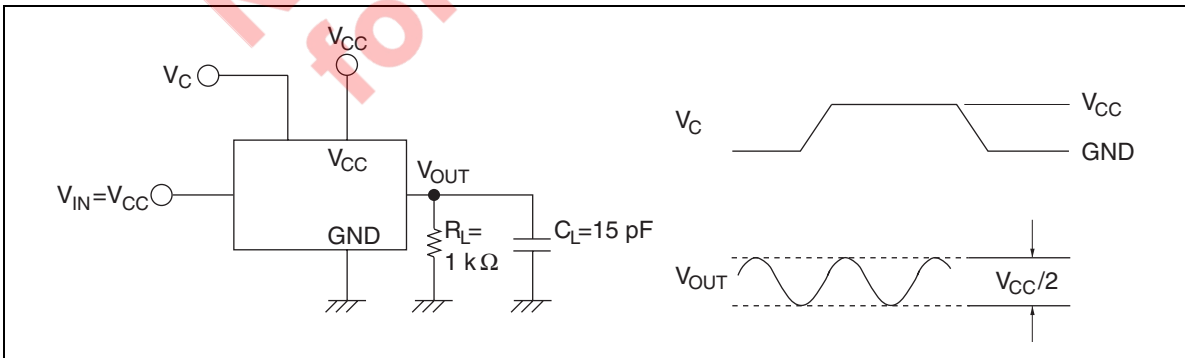 V_CC
V_C
V_CC
V_OUT
V_IN=V_CC
GND
R_L=
1 kΩ
C_L=15 pF
V_C
V_CC
GND
V_OUT
V_CC/2
fo